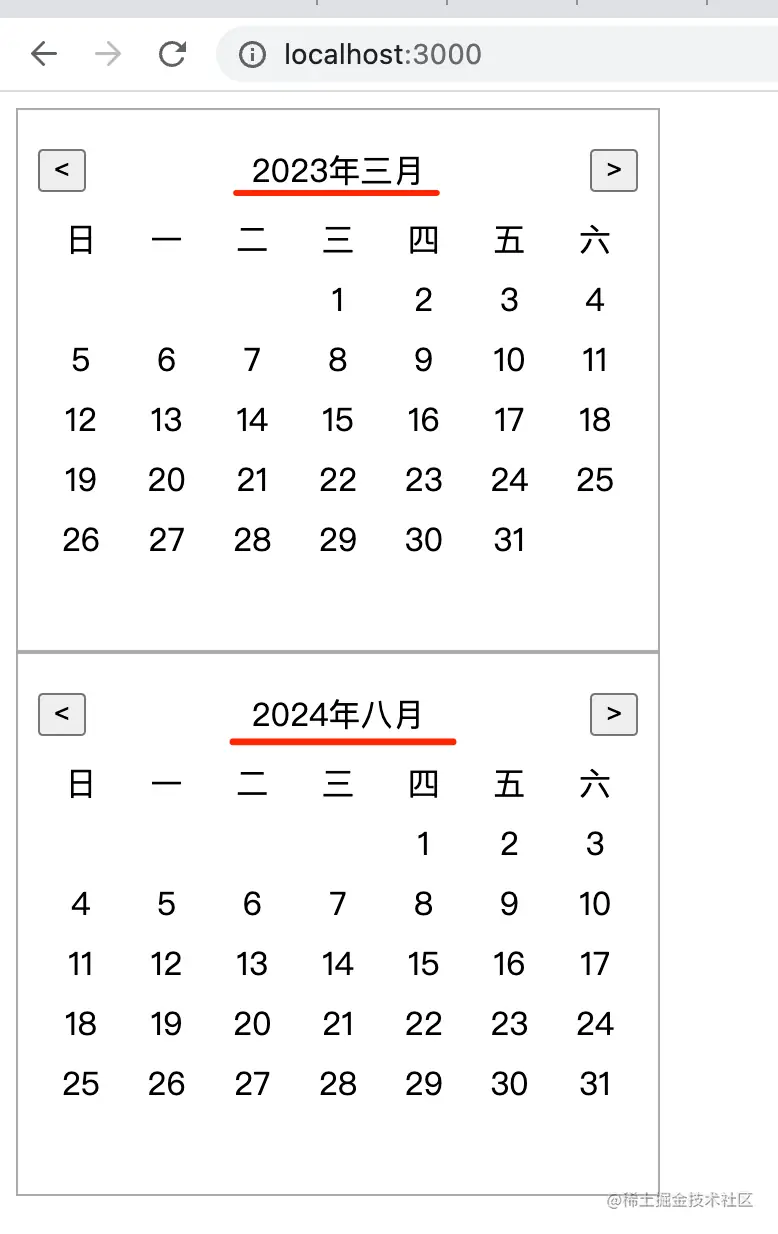 localhost:3000
< 2023年三月 >
日 一 二 三 四 五 六
1 2 3 4
5 6 7 8 9 10 11
12 13 14 15 16 17 18
19 20 21 22 23 24 25
26 27 28 29 30 31
< 2024年八月 >
日 一 二 三 四 五 六
1 2 3
4 5 6 7 8 9 10
11 12 13 14 15 16 17
18 19 20 21 22 23 24
25 26 27 28 29 30 31
@稀土掘金技术社区